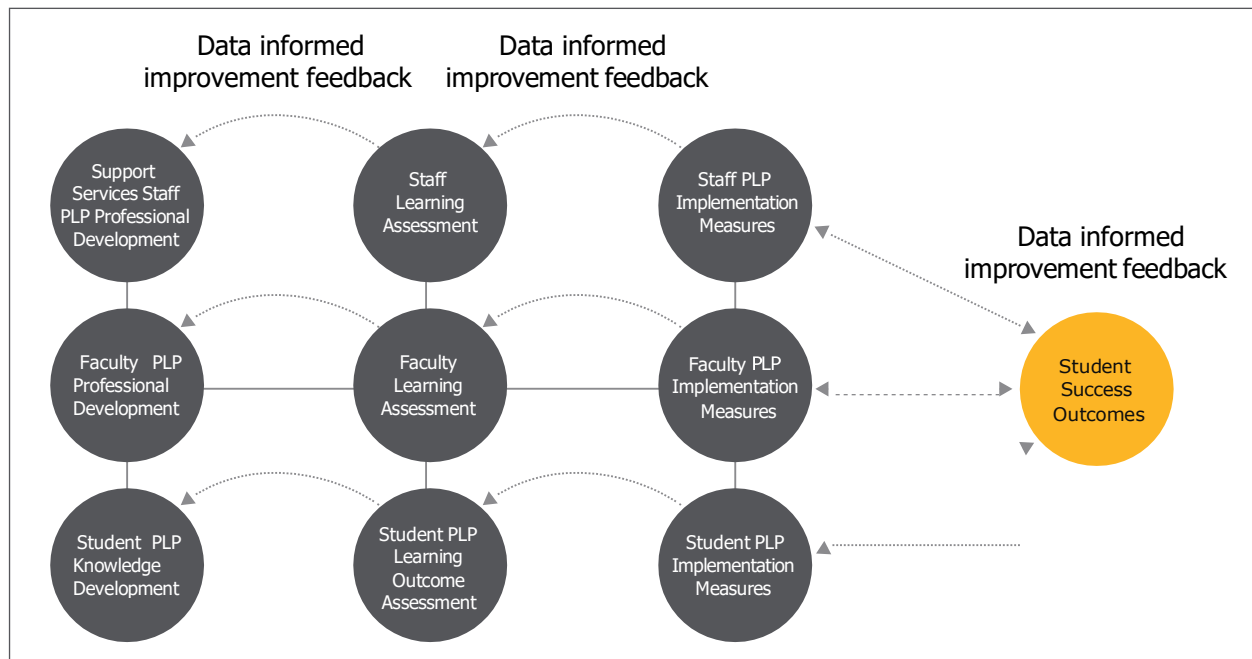 Data informed
improvement feedback
Data informed
improvement feedback
Support
Services Staff
PLP Professional
Development
Staff
Learning
Assessment
Staff PLP
Implementation
Measures
Data informed
improvement feedback
Faculty PLP
Professional
Development
Faculty
Learning
Assessment
Faculty PLP
Implementation
Measures
Student
Success
Outcomes
Student PLP
Knowledge
Development
Student PLP
Learning
Outcome
Assessment
Student PLP
Implementation
Measures